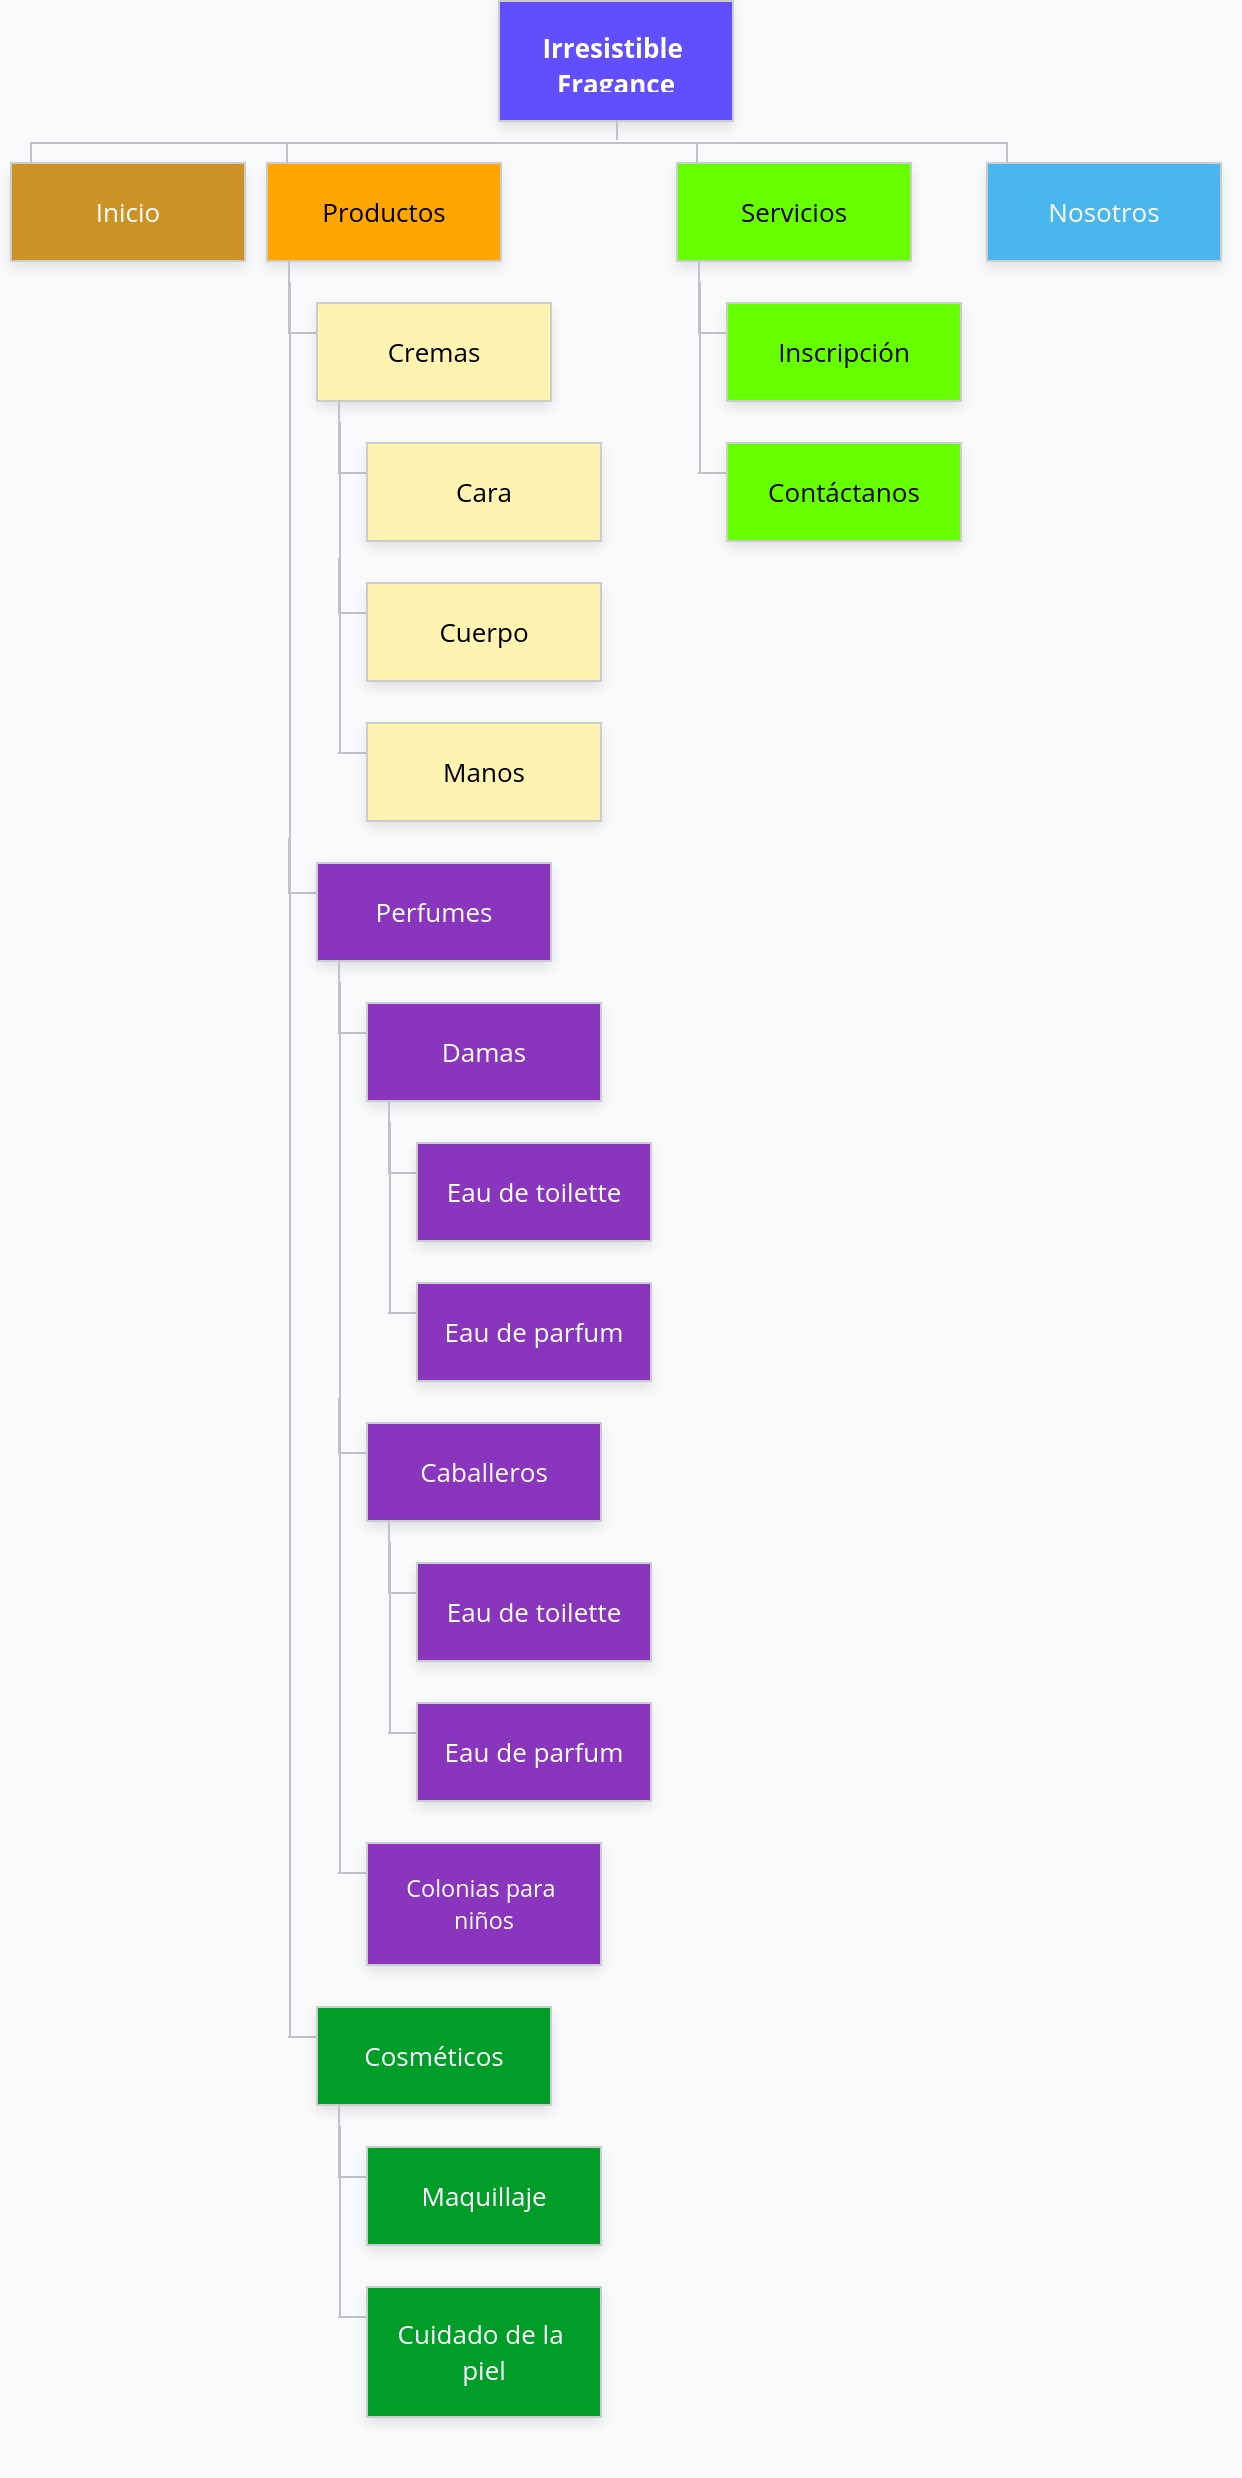 Irresistible
Fragance
Inicio
Productos
Servicios
Nosotros
Cremas
Inscripción
Cara
Contáctanos
Cuerpo
Manos
Perfumes
Damas
Eau de toilette
Eau de parfum
Caballeros
Eau de toilette
Eau de parfum
Colonias para
niños
Cosméticos
Maquillaje
Cuidado de la
piel